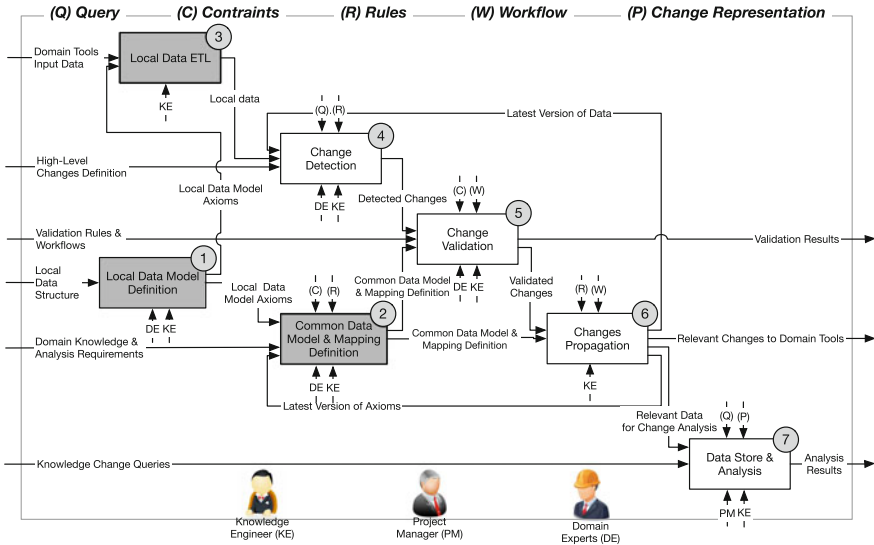 (Q) Query
(C) Contraints
(R) Rules
(W) Workflow
(P) Change Representation
3
Domain Tools
Input Data
Local Data ETL
KE
Local data
(Q)
(R)
Latest Version of Data
4
Change
Detection
High-Level
Changes Definition
DE KE
Local Data Model
Axioms
Detected Changes
(C) (W)
5
Change
Validation
Validation Rules &
Workflows
Validation Results
1
Local
Data
Structure
Local Data Model
Definition
DE KE
Local Data
Model Axioms
(C) (R)
Common Data Model
& Mapping Definition
DE KE
Validated
Changes
(R) (W)
2
Common Data
Model & Mapping
Definition
6
Changes
Propagation
Domain Knowledge &
Analysis Requirements
Common Data Model &
Mapping Definition
Relevant Changes to Domain Tools
DE KE
KE
Latest Version of Axioms
Relevant Data
for Change Analysis
(Q) (P)
7
Data Store &
Analysis
Knowledge Change Queries
Analysis
Results
PM KE
Knowledge
Engineer (KE)
Project
Manager (PM)
Domain
Experts (DE)